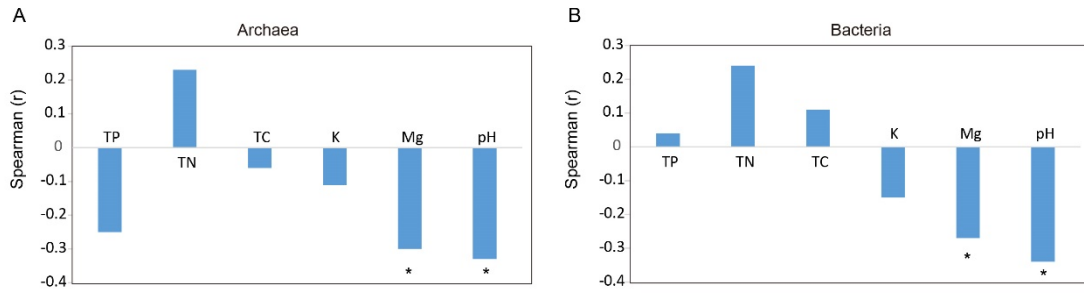 A
Archaea
Spearman (r)
0.3
0.2
0.1
0
-0.1
-0.2
-0.3
-0.4
TP
TN
TC
K
Mg
pH
*
*
B
Bacteria
Spearman (r)
0.3
0.2
0.1
0
-0.1
-0.2
-0.3
-0.4
TP
TN
TC
K
Mg
pH
*
*